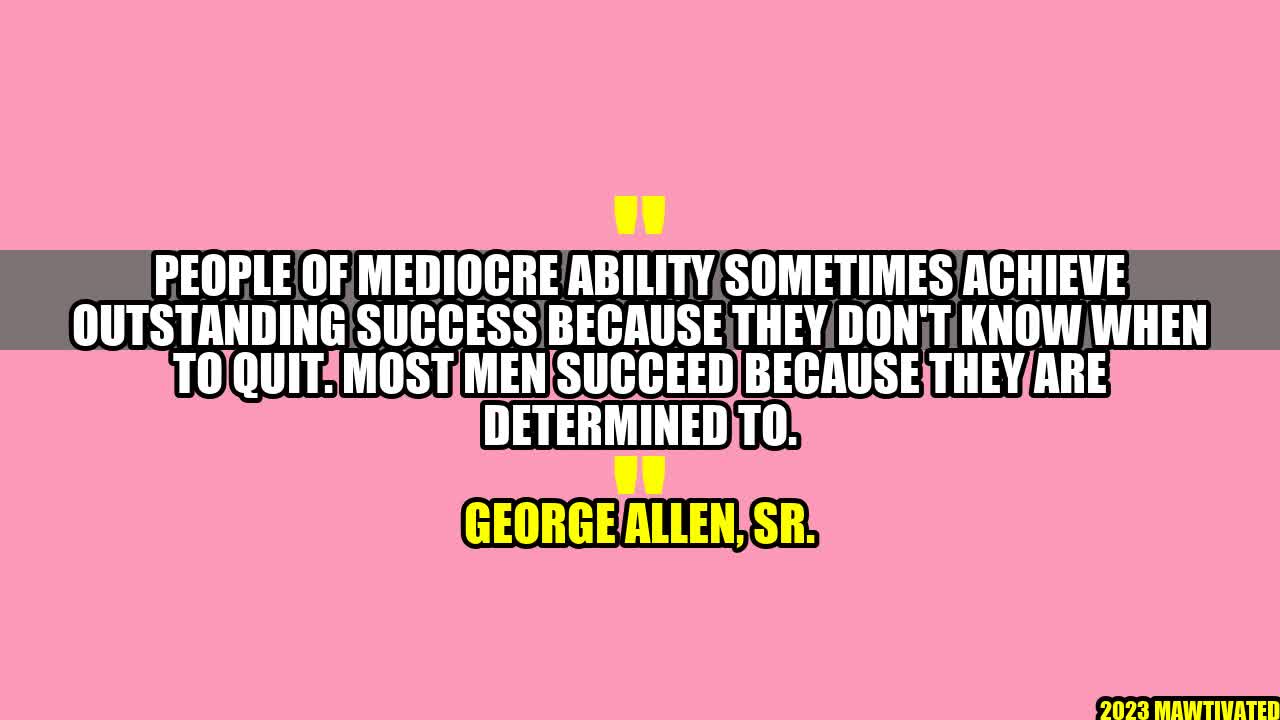 "
PEOPLE OF MEDIOCRE ABILITY SOMETIMES ACHIEVE
OUTSTANDING SUCCESS BECAUSE THEY DON'T KNOW WHEN
TO QUIT. MOST MEN SUCCEED BECAUSE THEY ARE
DETERMINED TO.
"
GEORGE ALLEN, SR.
2023 MAWTIVATED